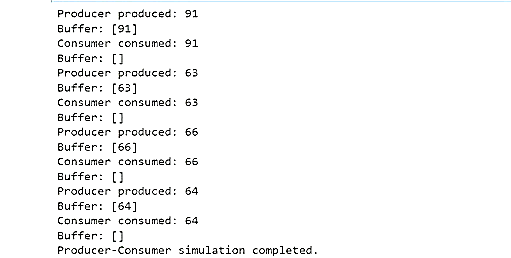 Producer produced: 91
Buffer: [91]
Consumer consumed: 91
Buffer: []
Producer produced: 63
Buffer: [63]
Consumer consumed: 63
Buffer: []
Producer produced: 66
Buffer: [66]
Consumer consumed: 66
Buffer: []
Producer produced: 64
Buffer: [64]
Consumer consumed: 64
Buffer: []
Producer-Consumer simulation completed.